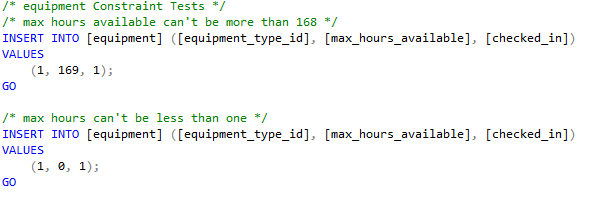 /* equipment Constraint Tests */
/* max hours available can't be more than 168 */
INSERT INTO [equipment] ([equipment_type_id], [max_hours_available], [checked_in])
VALUES
    (1, 169, 1);
GO

/* max hours can't be less than one */
INSERT INTO [equipment] ([equipment_type_id], [max_hours_available], [checked_in])
VALUES
    (1, 0, 1);
GO